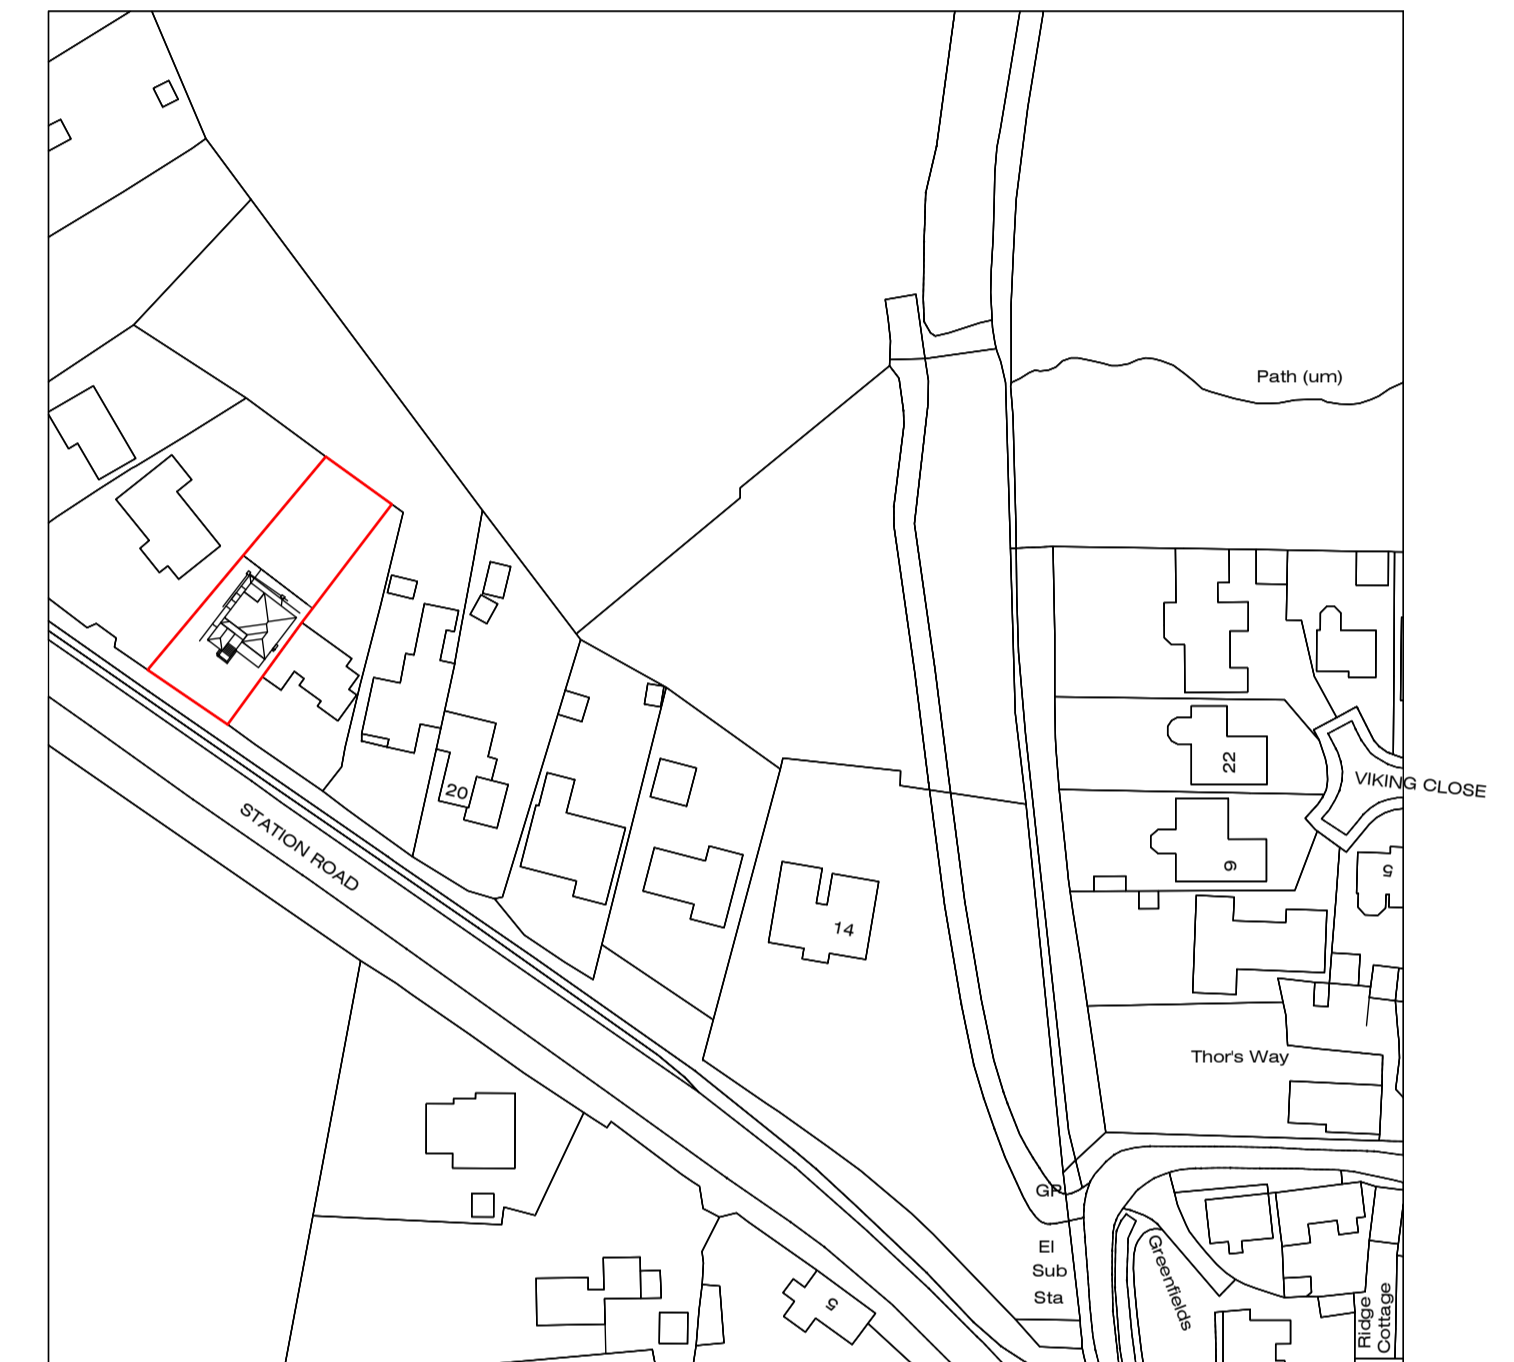 Path (um)
22
VIKING CLOSE
20
STATION ROAD
9
5
14
Thor's Way
GP
El
Sub
Sta
Greenfields
5
Ridge
Cottage